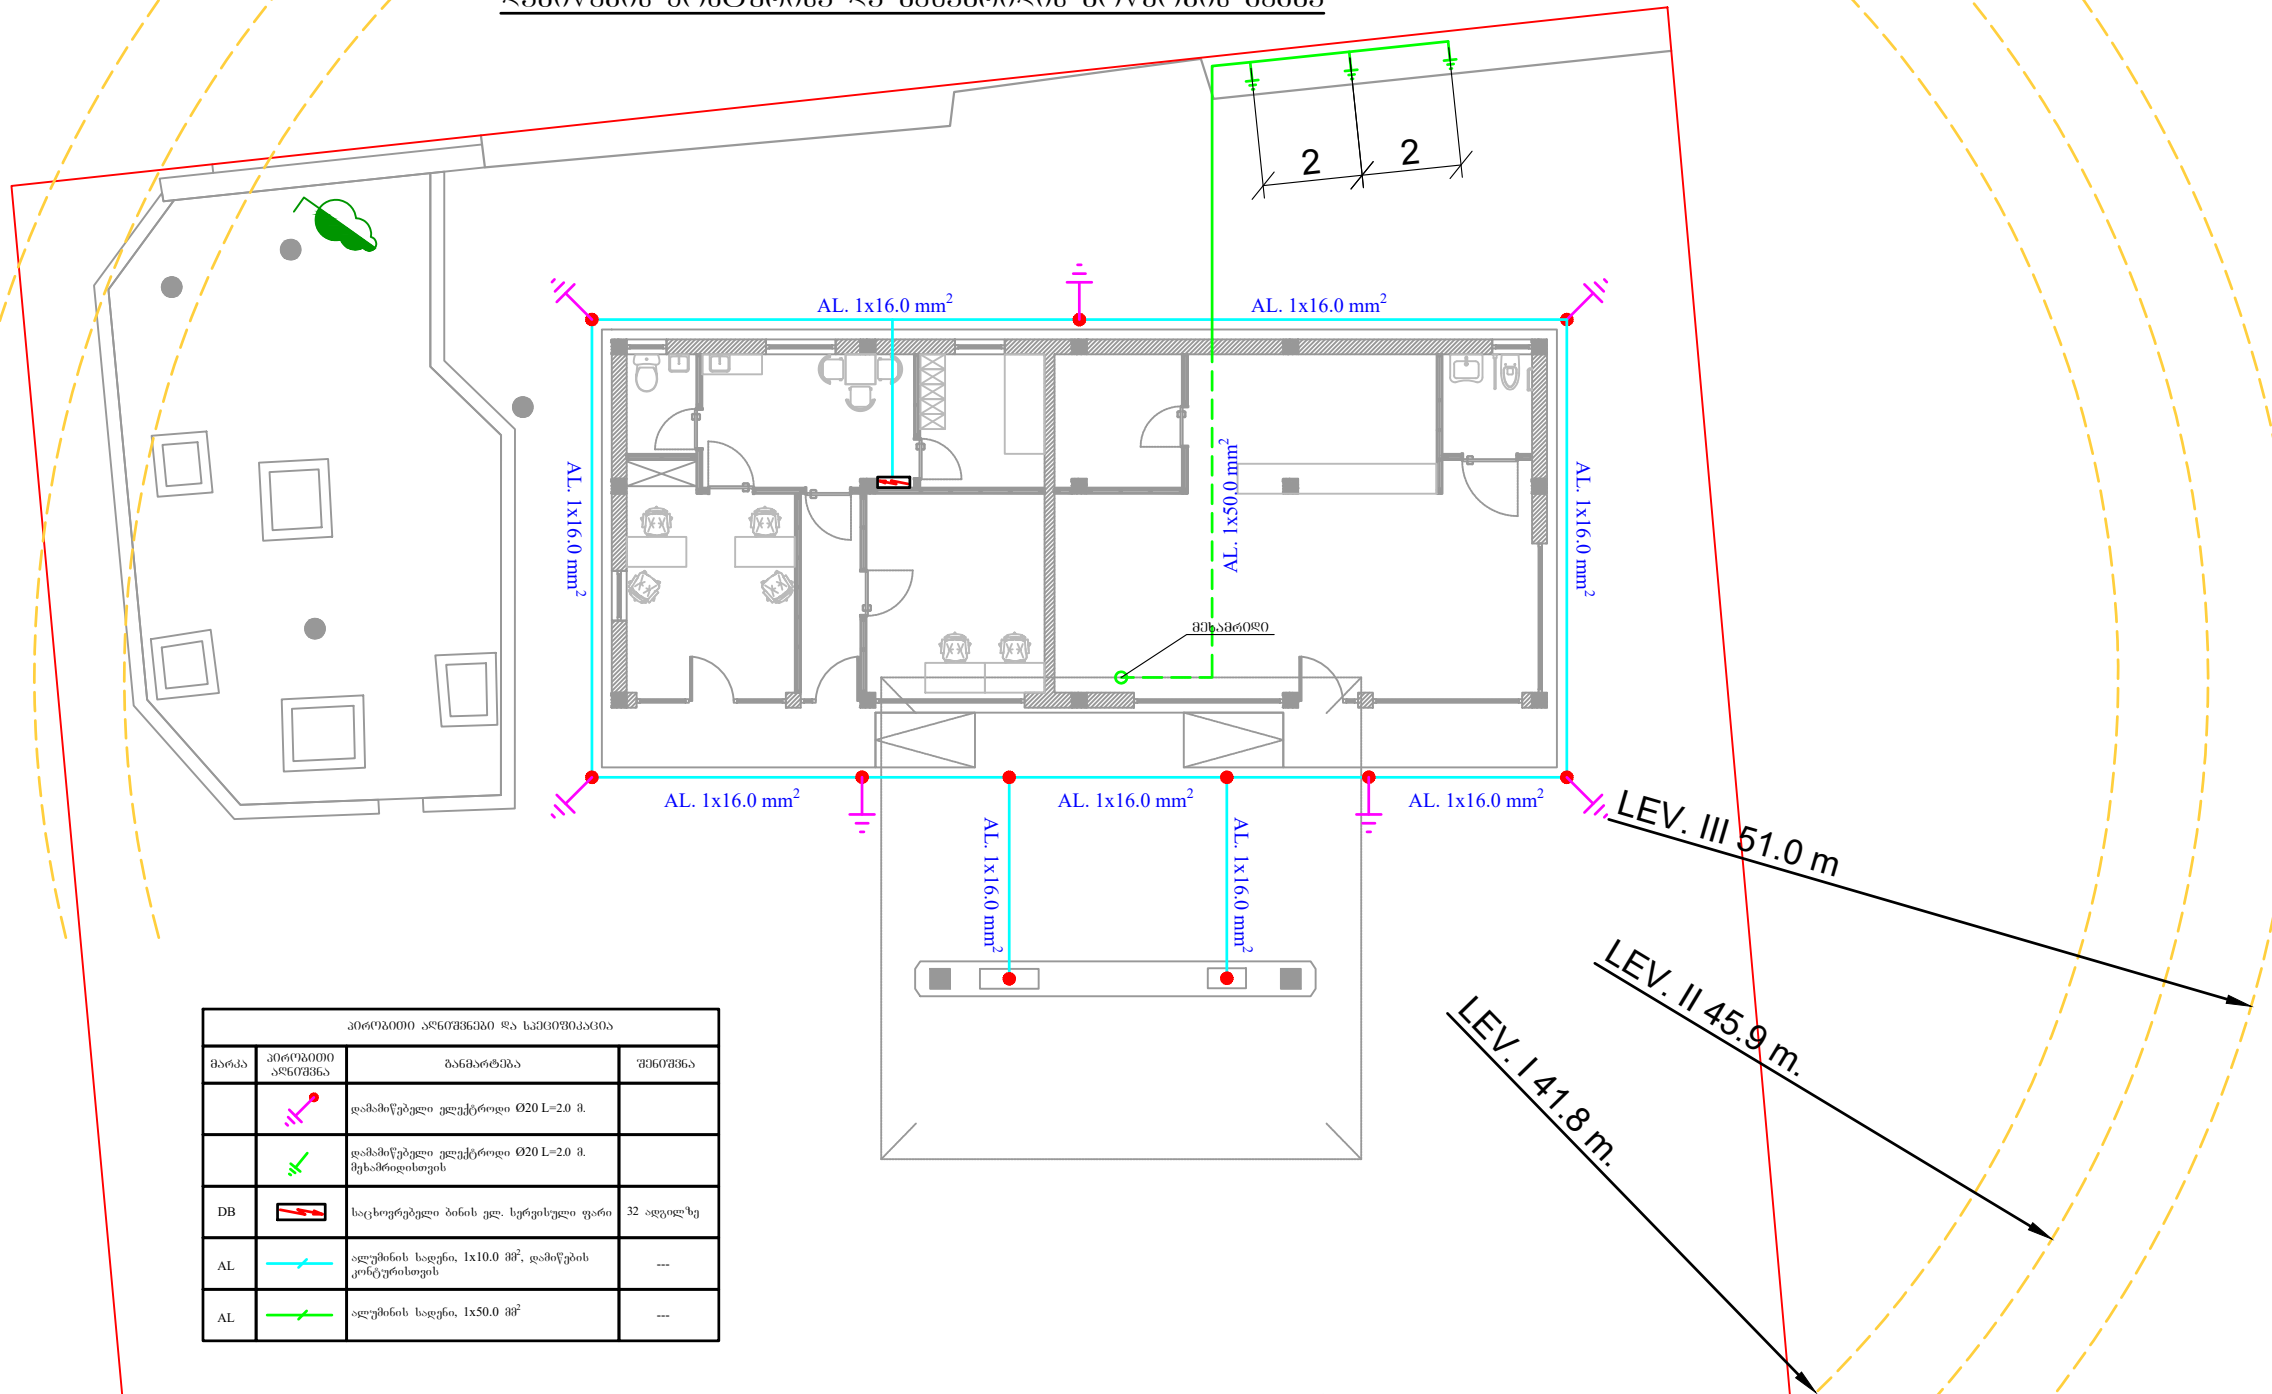 2
2
AL. 1x16.0 mm²
AL. 1x16.0 mm²
AL. 1x16.0 mm²
AL. 1x50.0 mm²
AL. 1x16.0 mm²
მეხამრიდი
AL. 1x16.0 mm²
AL. 1x16.0 mm²
AL. 1x16.0 mm²
AL. 1x16.0 mm²
AL. 1x16.0 mm²
LEV. III 51.0 m
LEV. II 45.9 m.
LEV. I 41.8 m.
პირობითი აღნიშვნები და სპეციფიკაცია
მარკა
პირობითი
აღნიშვნა
განმარტება
შენიშვნა
დამამიწებელი ელექტროდი Ø20 L=2.0 მ.
დამამიწებელი ელექტროდი Ø20 L=2.0 მ.
მეხამრიდისთვის
DB
საცხოვრებელი ბინის ელ. სერვისული ფარი
32 ადგილზე
AL
ალუმინის სადენი, 1x10.0 მმ², დამიწების
კონტურისთვის
---
AL
ალუმინის სადენი, 1x50.0 მმ²
---